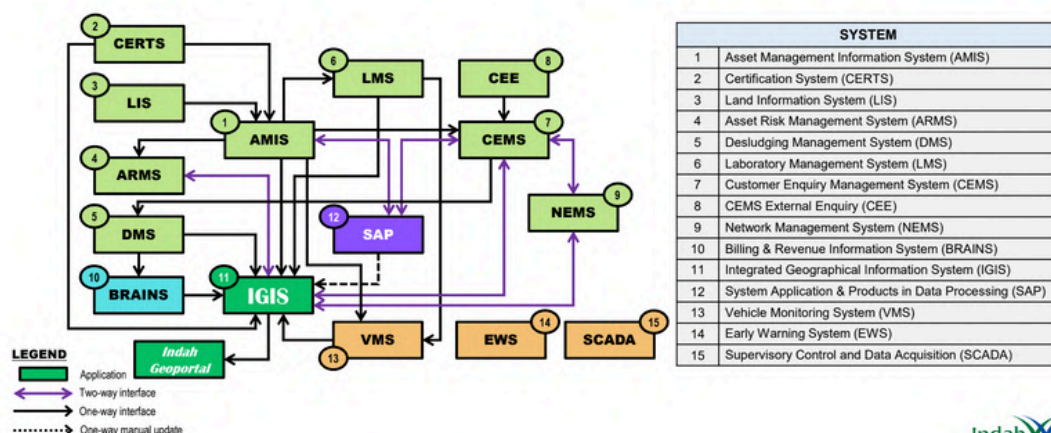 2
CERTS
3
LIS
1
AMIS
4
ARMS
5
DMS
10
BRAINS
11
IGIS
Indah
Geoportal
6
LMS
8
CEE
7
CEMS
12
SAP
9
NEMS
VMS
13
EWS
14
SCADA
15
LEGEND
Application
Two-way interface
One-way interface
One-way manual update
SYSTEM
1 Asset Management Information System (AMIS)
2 Certification System (CERTS)
3 Land Information System (LIS)
4 Asset Risk Management System (ARMS)
5 Desludging Management System (DMS)
6 Laboratory Management System (LMS)
7 Customer Enquiry Management System (CEMS)
8 CEMS External Enquiry (CEE)
9 Network Management System (NEMS)
10 Billing & Revenue Information System (BRAINS)
11 Integrated Geographical Information System (IGIS)
12 System Application & Products in Data Processing (SAP)
13 Vehicle Monitoring System (VMS)
14 Early Warning System (EWS)
15 Supervisory Control and Data Acquisition (SCADA)
Indah